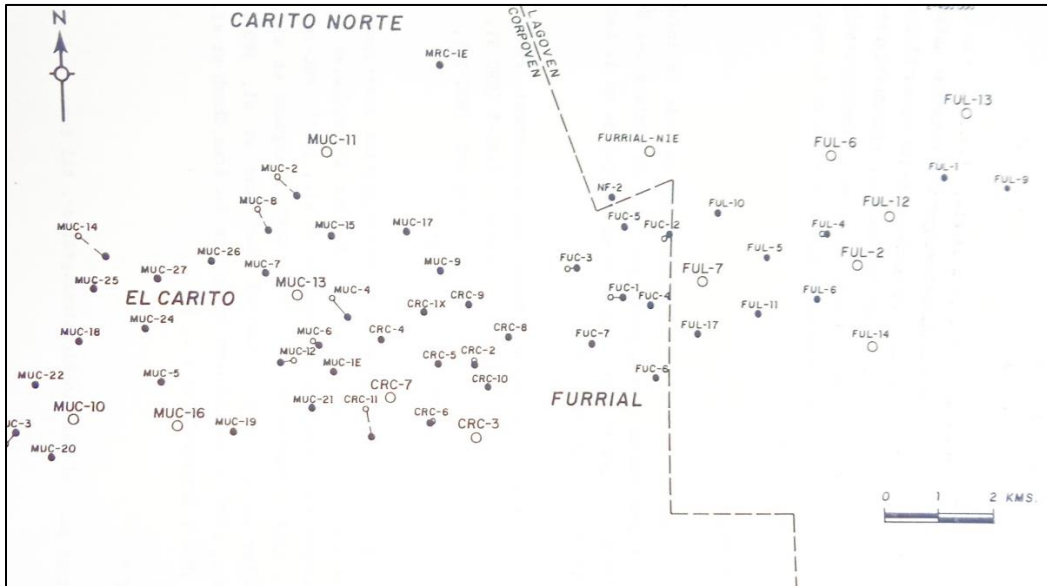 N
CARITO NORTE
LAGOVEN
CORPOVEN
MRC-1E
FUL-13
MUC-11
FURRIAL-N1E
FUL-6
MUC-2
FUL-1
FUL-9
MUC-8
NF-2
FUL-12
MUC-14
MUC-15
MUC-17
FUC-5
FUC-12
FUL-10
FUL-4
MUC-26
MUC-7
MUC-9
FUC-3
FUL-5
FUL-2
MUC-27
MUC-25
MUC-13
FUL-7
EL CARITO
MUC-4
CRC-1X
CRC-9
FUC-1
FUC-4
FUL-11
FUL-6
MUC-18
MUC-24
MUC-6
CRC-4
CRC-8
FUC-7
FUL-17
FUL-14
MUC-12
MUC-1E
CRC-5
CRC-2
FUC-6
MUC-22
MUC-5
CRC-7
CRC-10
FURRIAL
MUC-10
MUC-16
MUC-21
CRC-11
CRC-6
CRC-3
UC-3
MUC-19
MUC-20
0 1 2 KMS.